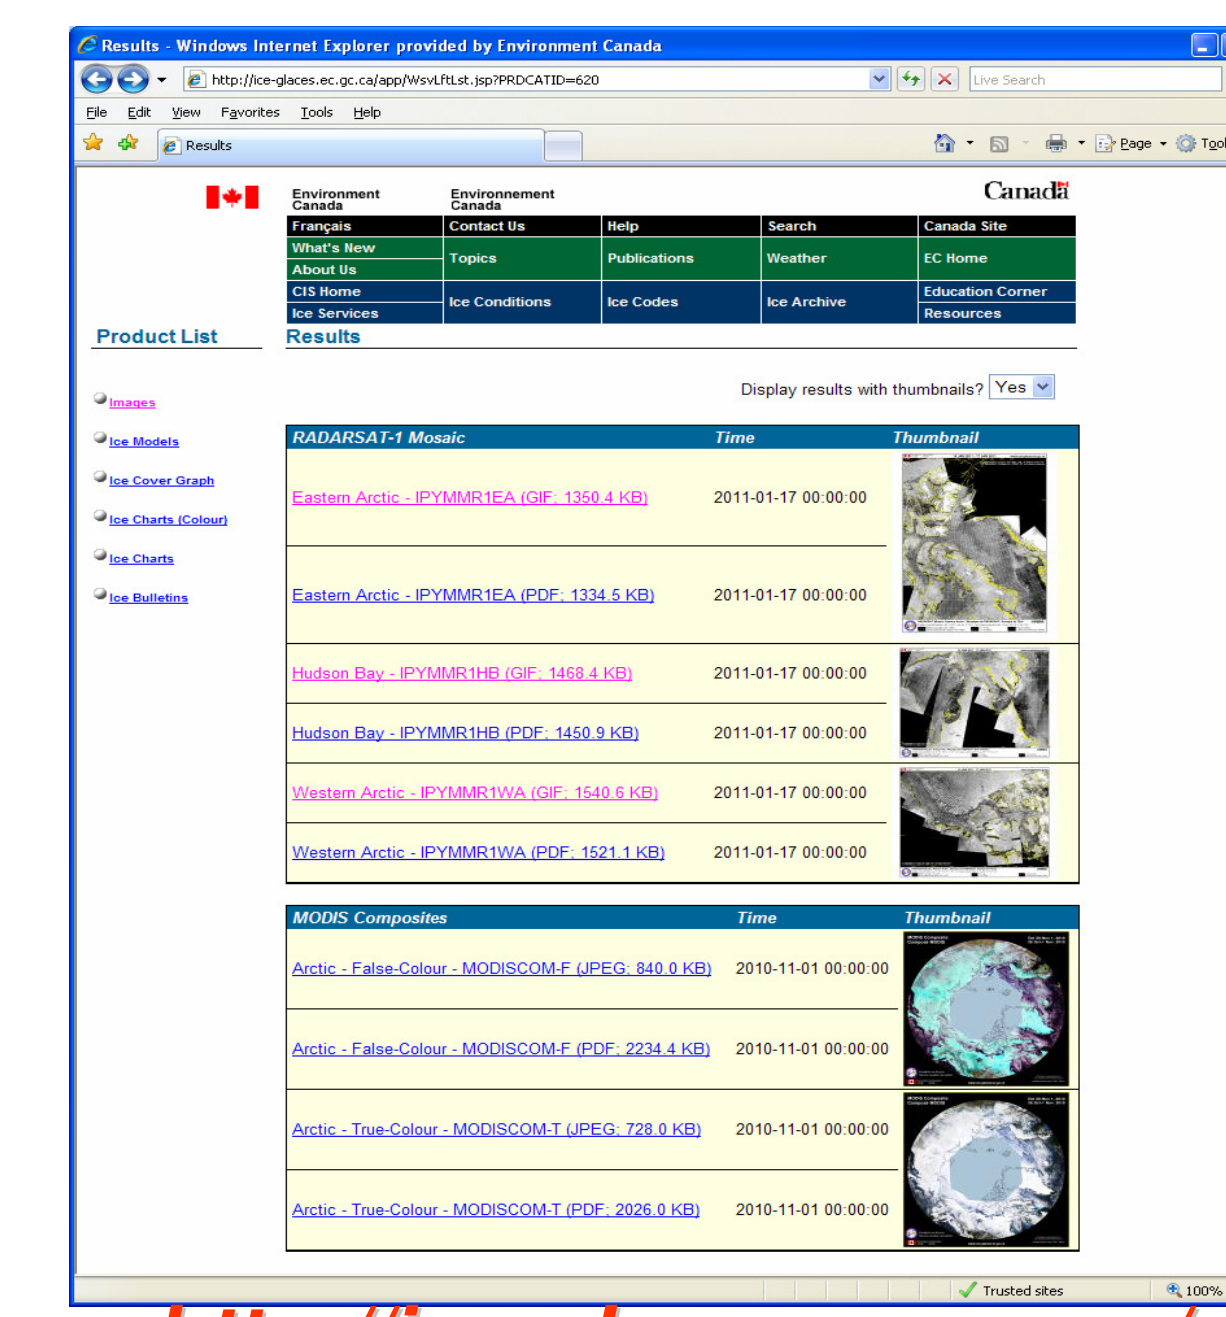 Results - Windows Internet Explorer provided by Environment Canada
http://ice-glaces.ec.gc.ca/app/WsvLftLst.jsp?PRDCATID=620
Live Search
File Edit View Favorites Tools Help
Results
Page
Environment Canada
Environnement Canada
Canada
Français Contact Us Help Search Canada Site
What's New
About Us
Topics Publications Weather EC Home
CIS Home
Ice Services
Ice Conditions Ice Codes Ice Archive
Education Corner
Resources
Product List
Results
Display results with thumbnails? Yes
Images
Ice Models
Ice Cover Graph
Ice Charts (Colour)
Ice Charts
Ice Bulletins
RADARSAT-1 Mosaic Time Thumbnail
Eastern Arctic - IPYMMR1EA (GIF; 1350.4 KB) 2011-01-17 00:00:00
Eastern Arctic - IPYMMR1EA (PDF; 1334.5 KB) 2011-01-17 00:00:00
Hudson Bay - IPYMMR1HB (GIF; 1468.4 KB) 2011-01-17 00:00:00
Hudson Bay - IPYMMR1HB (PDF; 1450.9 KB) 2011-01-17 00:00:00
Western Arctic - IPYMMR1WA (GIF; 1540.6 KB) 2011-01-17 00:00:00
Western Arctic - IPYMMR1WA (PDF; 1521.1 KB) 2011-01-17 00:00:00
MODIS Composites Time Thumbnail
Arctic - False-Colour - MODISCOM-F (JPEG; 840.0 KB) 2010-11-01 00:00:00
Arctic - False-Colour - MODISCOM-F (PDF; 2234.4 KB) 2010-11-01 00:00:00
Arctic - True-Colour - MODISCOM-T (JPEG; 728.0 KB) 2010-11-01 00:00:00
Arctic - True-Colour - MODISCOM-T (PDF; 2026.0 KB) 2010-11-01 00:00:00
Trusted sites
100%